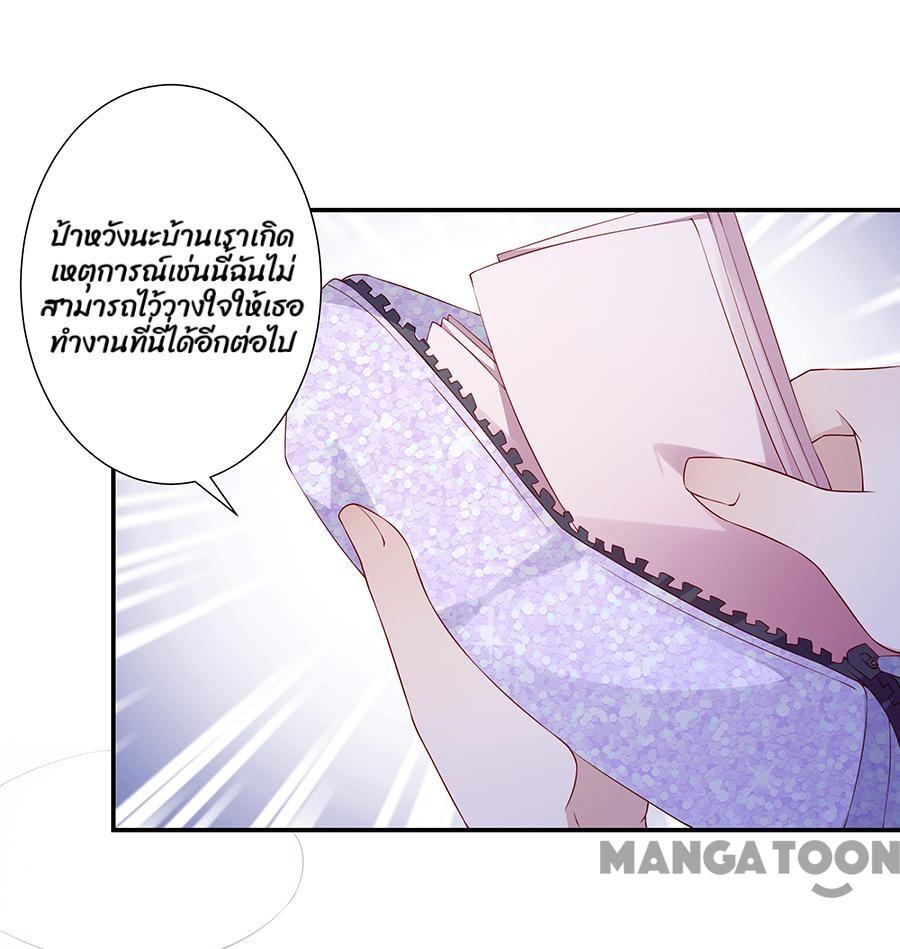 ป้าหวังนะบ้านเราเกิด
เหตุการณ์เช่นนี้ฉันไม่
สามารถไว้วางใจให้เธอ
ทำงานที่นี่ได้อีกต่อไป
MANGATOON